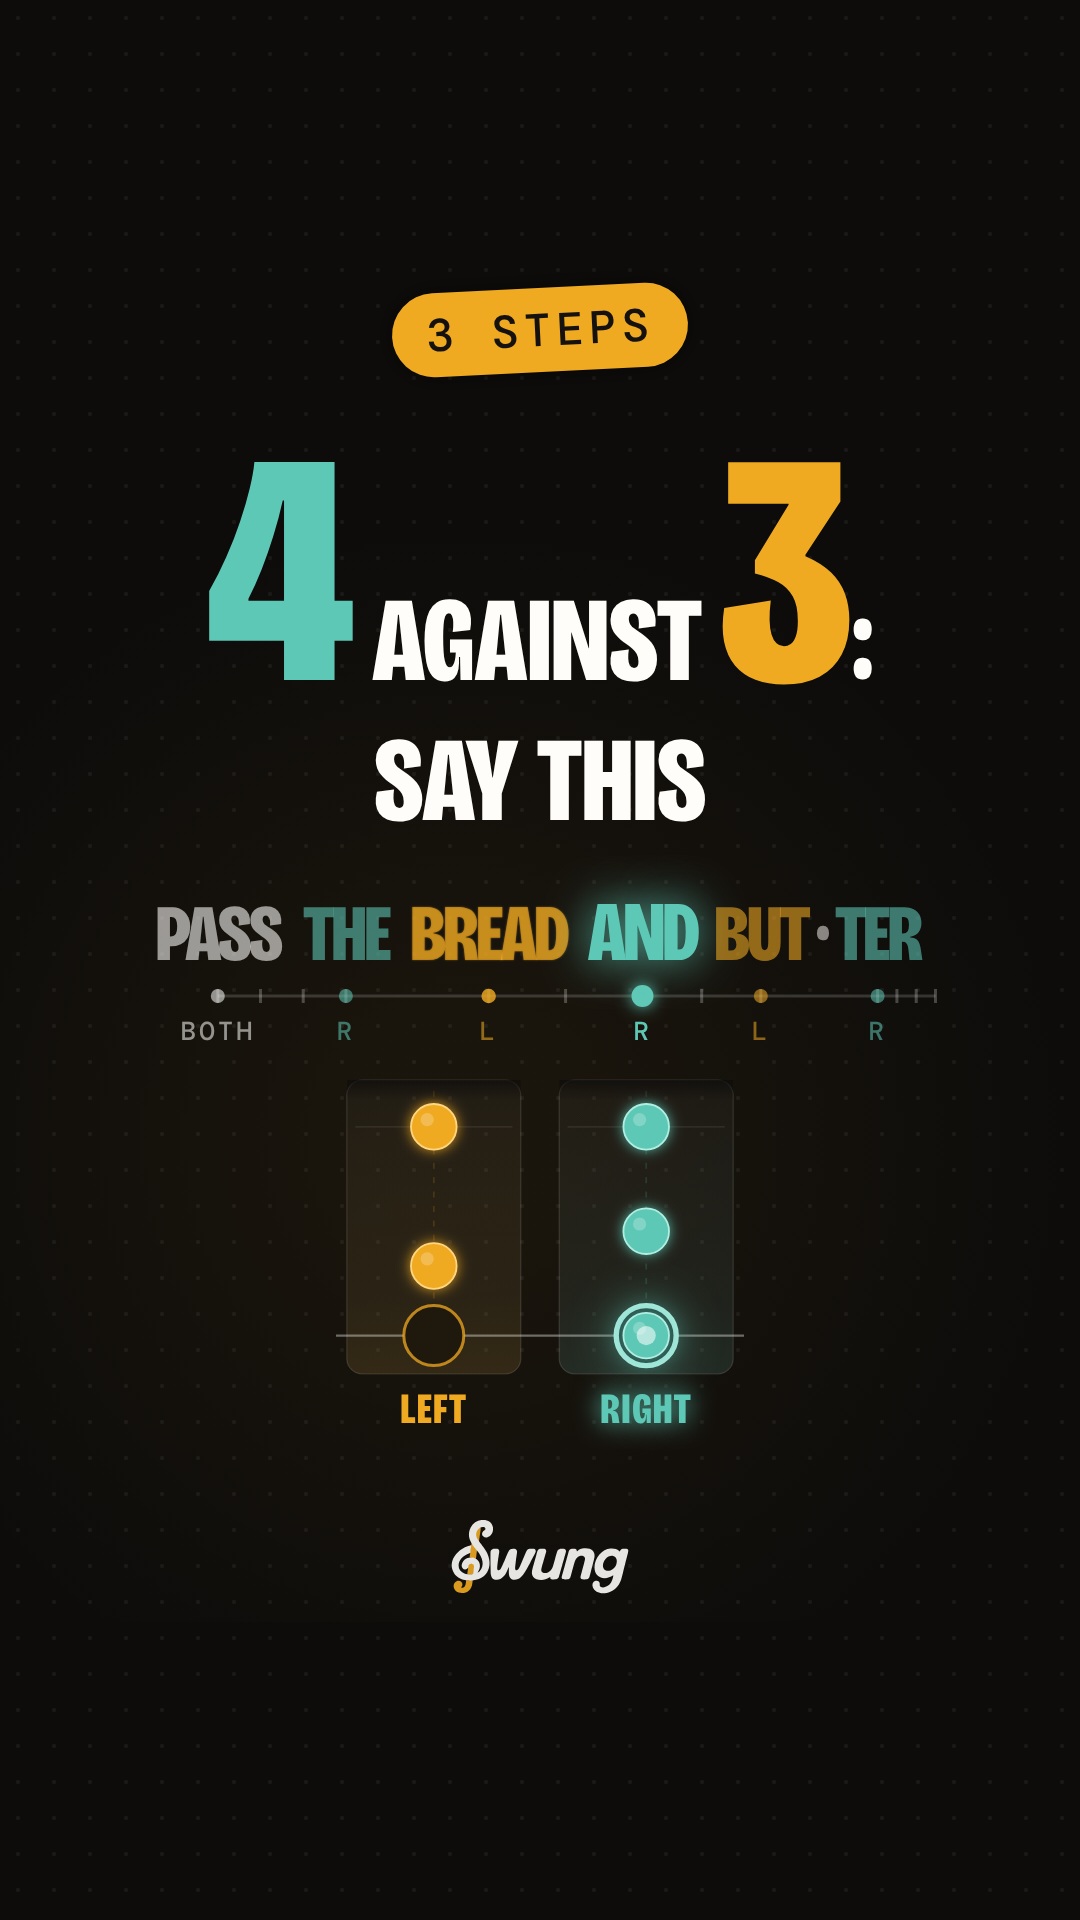 3 STEPS
4 AGAINST 3:
SAY THIS
PASS THE BREAD AND BUT·TER
BOTH R L R L R
LEFT RIGHT
Swung